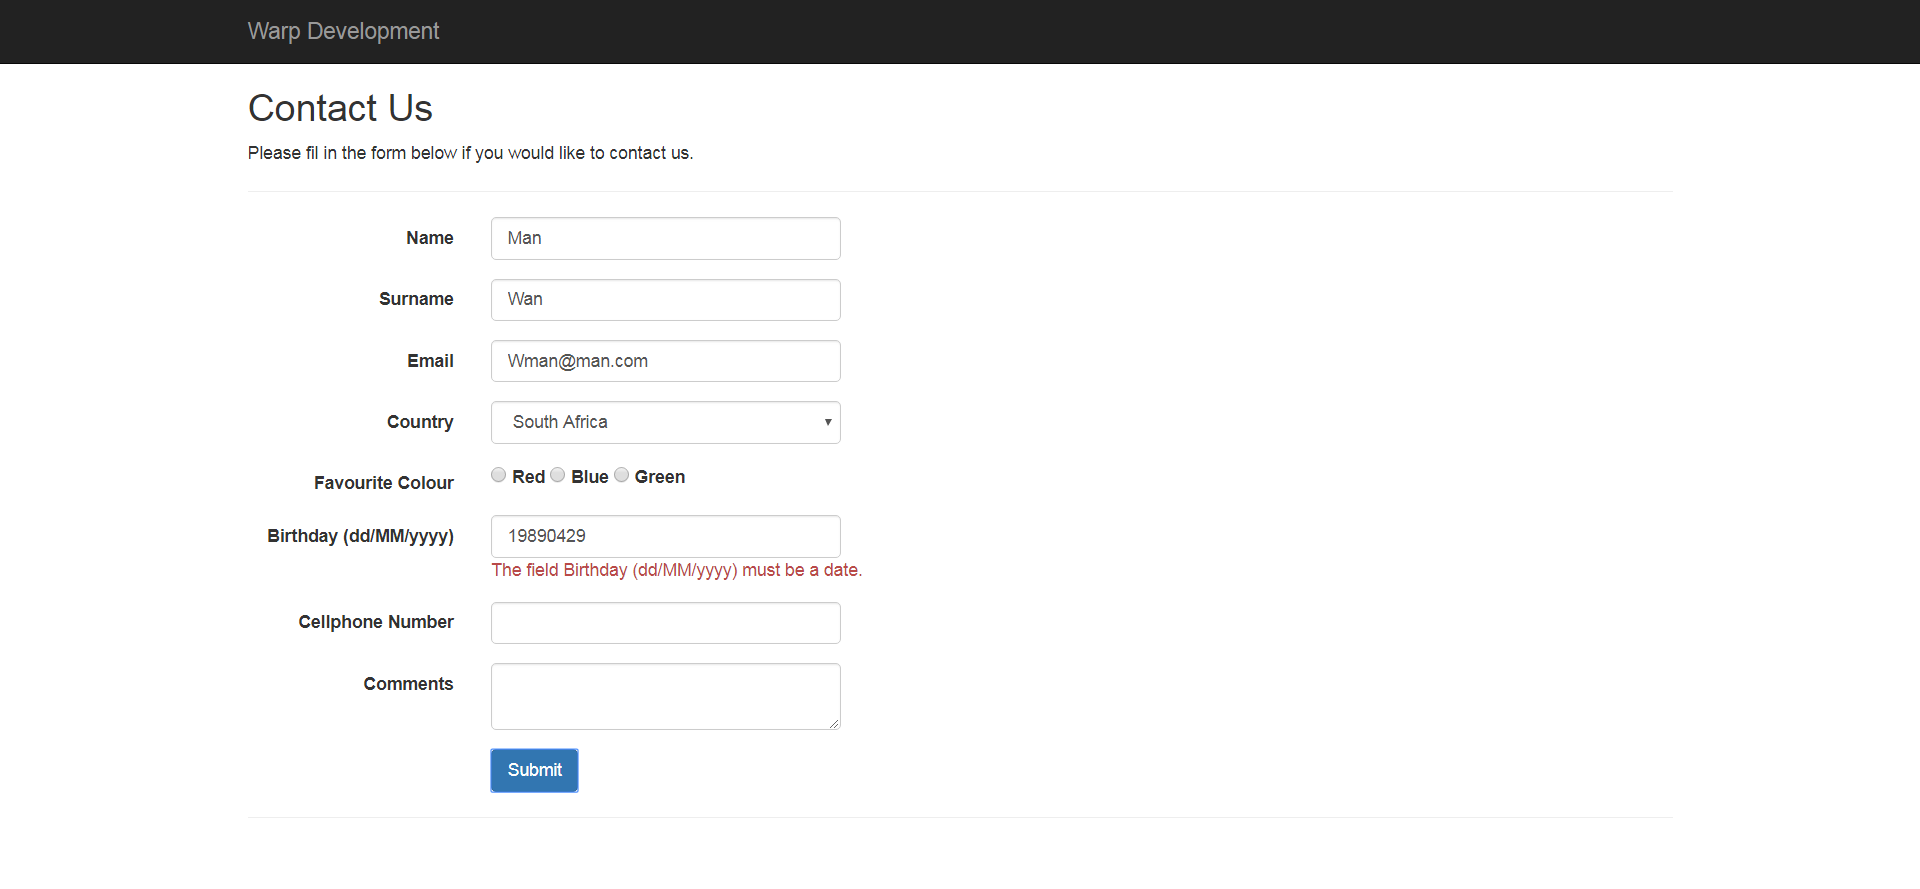 Warp Development
Contact Us
Please fil in the form below if you would like to contact us.
Name Man
Surname Wan
Email Wman@man.com
Country South Africa
Favourite Colour Red Blue Green
Birthday (dd/MM/yyyy) 19890429
The field Birthday (dd/MM/yyyy) must be a date.
Cellphone Number
Comments
Submit